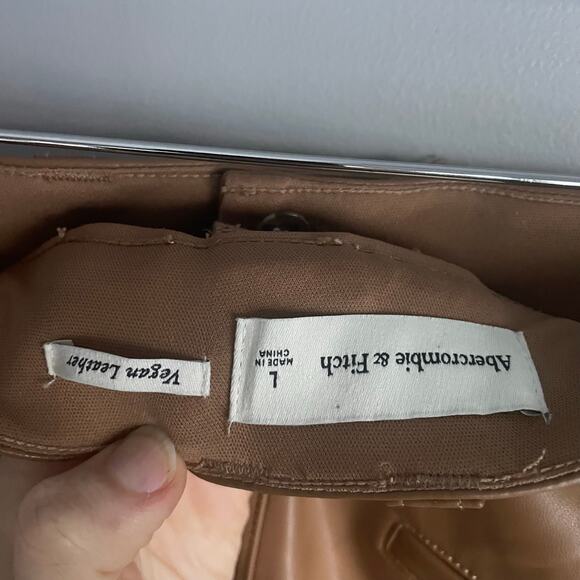 Abercrombie & Fitch
L
MADE IN
CHINA
Vegan Leather